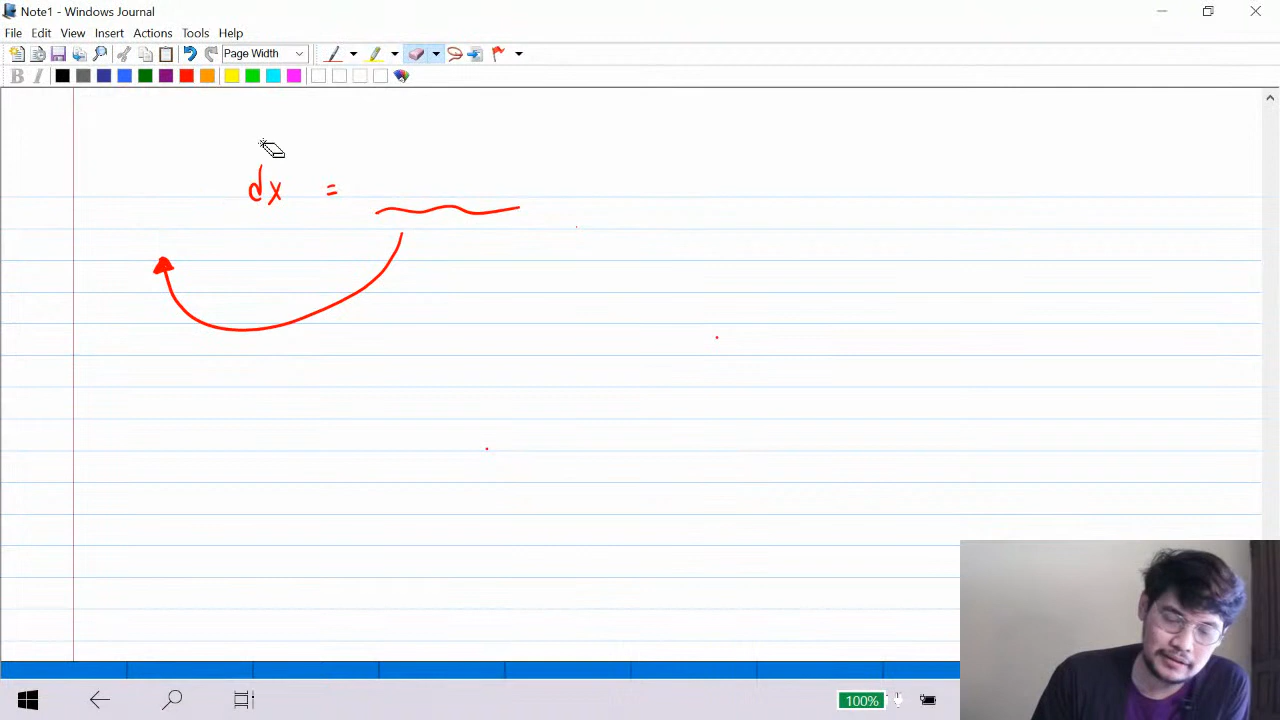 Note1 - Windows Journal
File Edit View Insert Actions Tools Help
Page Width
B I
dx =
100%